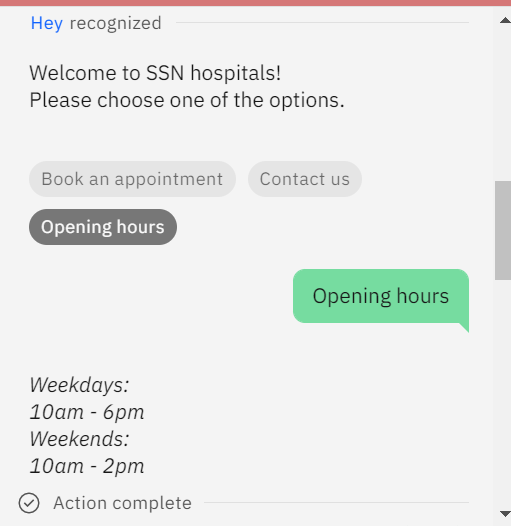 Hey recognized
Welcome to SSN hospitals!
Please choose one of the options.
Book an appointment
Contact us
Opening hours
Opening hours
Weekdays:
10am - 6pm
Weekends:
10am - 2pm
Action complete